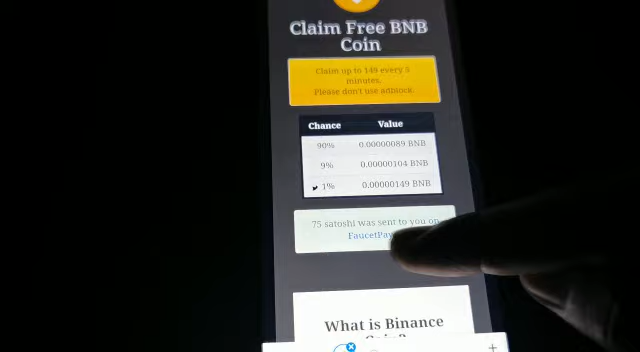 Claim Free BNB
Coin
Claim up to 149 every 5
minutes.
Please don't use adblock.
Chance Value
90% 0.00000089 BNB
9% 0.00000104 BNB
1% 0.00000149 BNB
75 satoshi was sent to you on
FaucetPay
What is Binance
Coin?